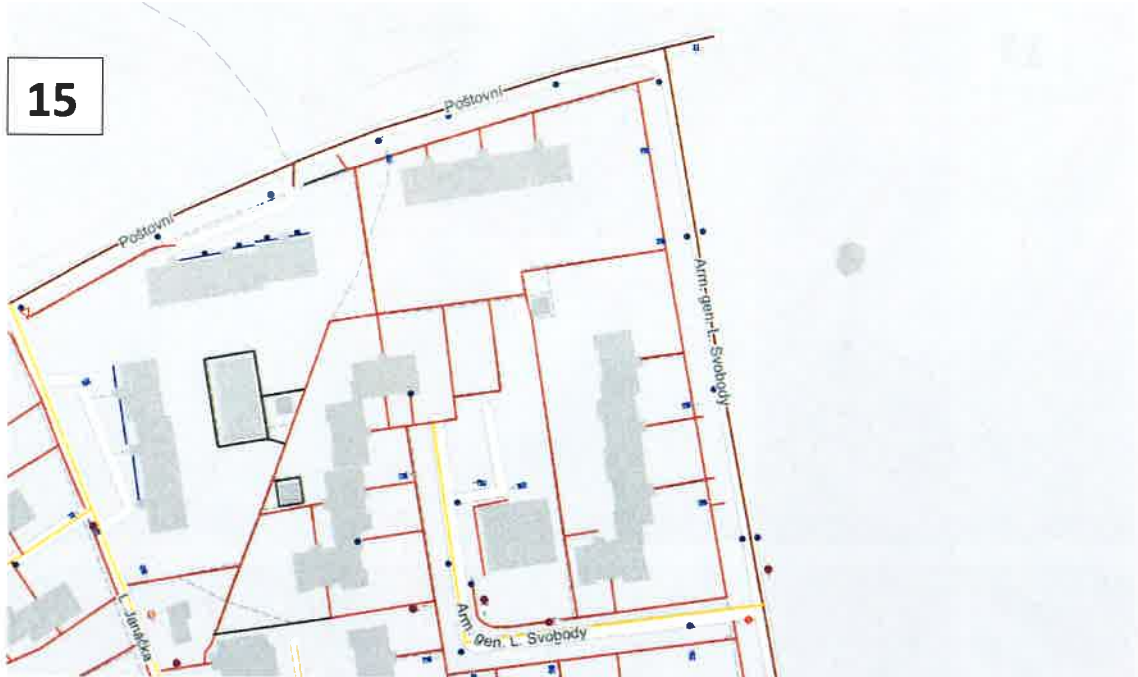 15
Poštovní
Poštovní
Arm. gen. L. Svobody
L. Janáčka
Arm. gen. L. Svobody